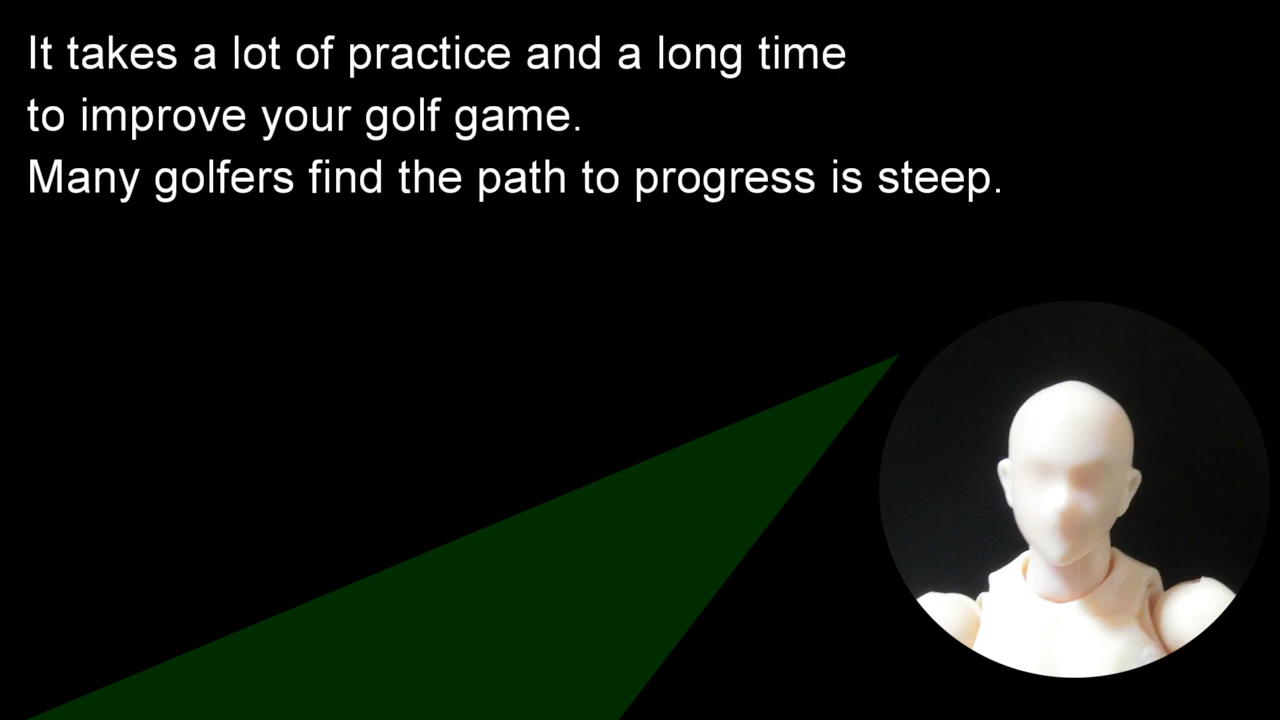 It takes a lot of practice and a long time
to improve your golf game.
Many golfers find the path to progress is steep.